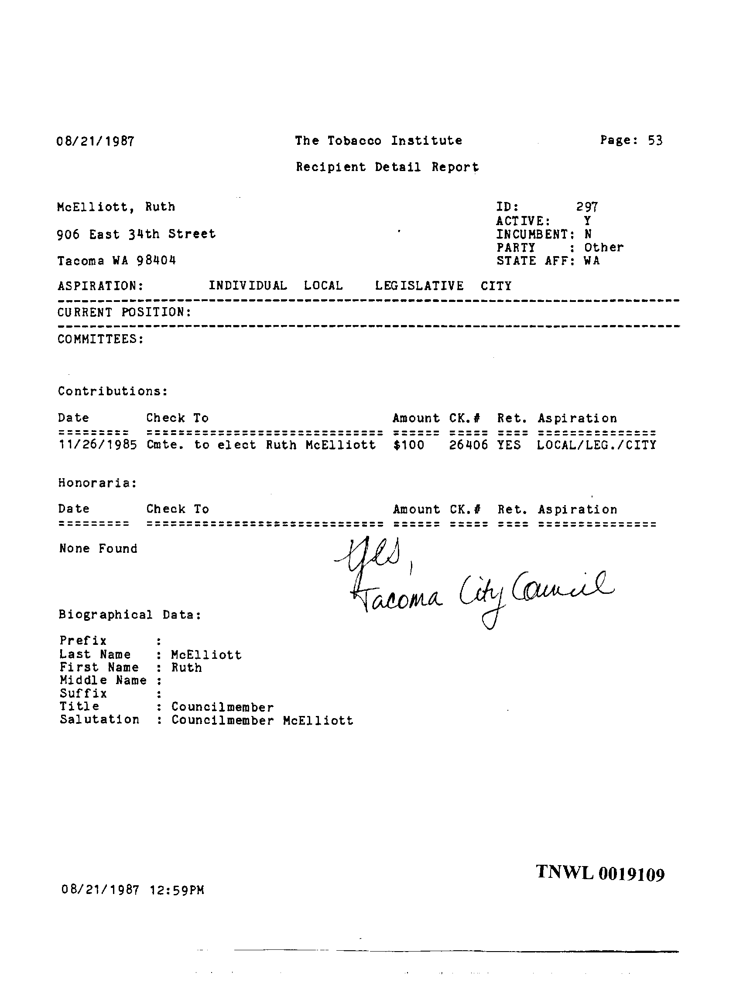 08/21/1987 The Tobacco Institute Page: 53
Recipient Detail Report
McElliott, Ruth ID: 297
ACTIVE: Y
906 East 34th Street INCUMBENT: N
PARTY : Other
Tacoma WA 98404 STATE AFF: WA
ASPIRATION: INDIVIDUAL LOCAL LEGISLATIVE CITY
CURRENT POSITION:
COMMITTEES:
Contributions:
Date Check To Amount CK.# Ret. Aspiration
11/26/1985 Cmte. to elect Ruth McElliott $100 26406 YES LOCAL/LEG./CITY
Honoraria:
Date Check To Amount CK.# Ret. Aspiration
None Found
yes,
Tacoma City Council
Biographical Data:
Prefix :
Last Name : McElliott
First Name : Ruth
Middle Name :
Suffix :
Title : Councilmember
Salutation : Councilmember McElliott
TNWL 0019109
08/21/1987 12:59PM